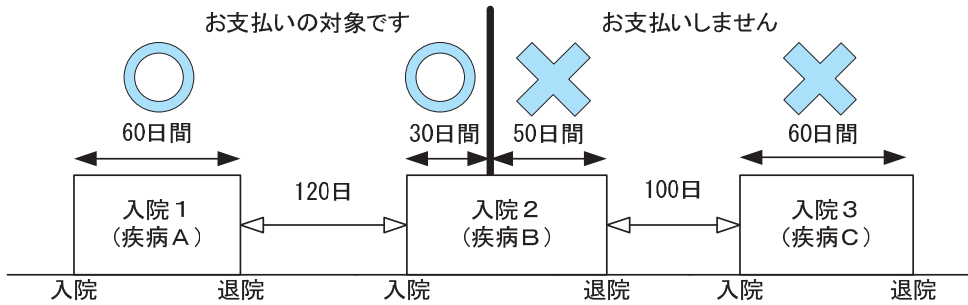 お支払いの対象です
お支払いしません
60日間
30日間
50日間
60日間
120日
100日
入院1
(疾病A)
入院2
(疾病B)
入院3
(疾病C)
入院
退院
入院
退院
入院
退院